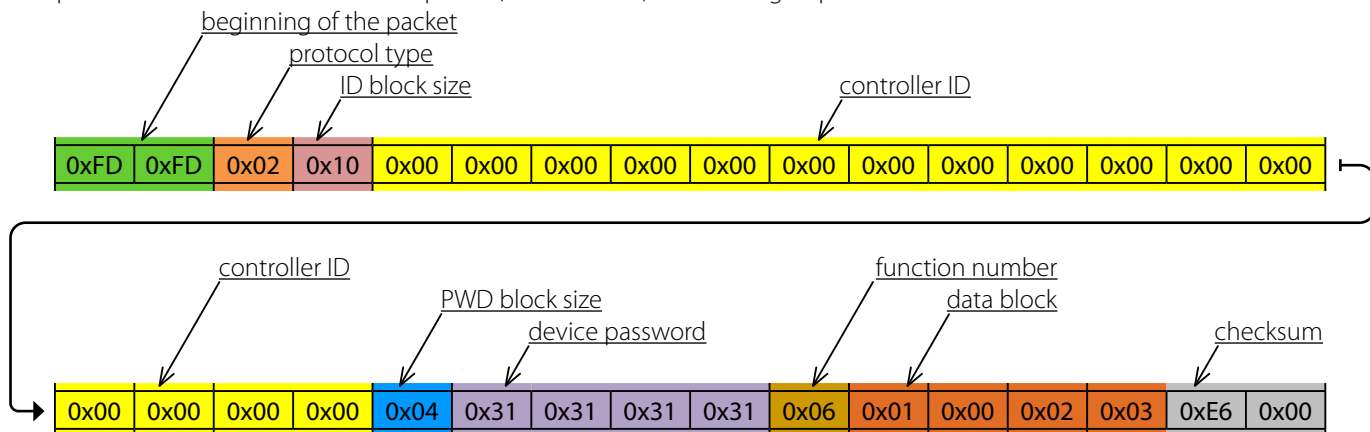 beginning of the packet
protocol type
ID block size
controller ID
0xFD 0xFD 0x02 0x10 0x00 0x00 0x00 0x00 0x00 0x00 0x00 0x00 0x00 0x00 0x00 0x00
controller ID
function number
PWD block size
data block
device password
checksum
0x00 0x00 0x00 0x00 0x04 0x31 0x31 0x31 0x31 0x06 0x01 0x00 0x02 0x03 0xE6 0x00